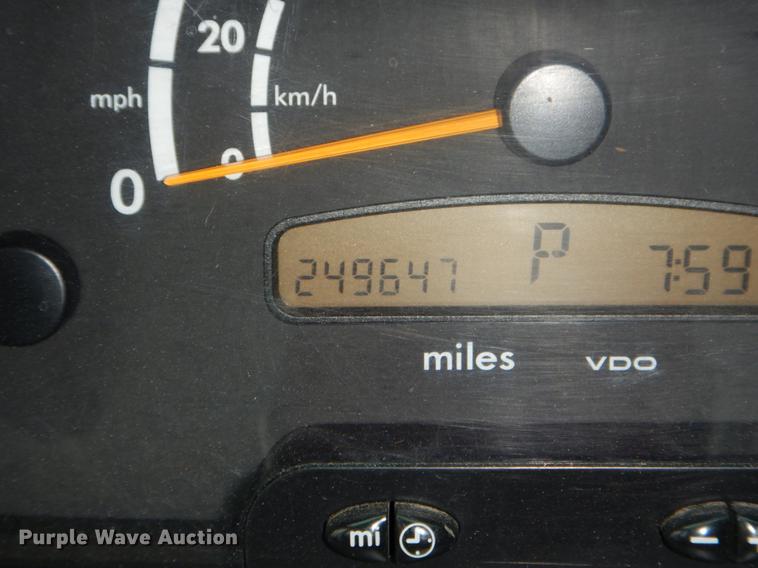 20
mph km/h
0 0
249647 P 7:59
miles VDO
mi - +
Purple Wave Auction